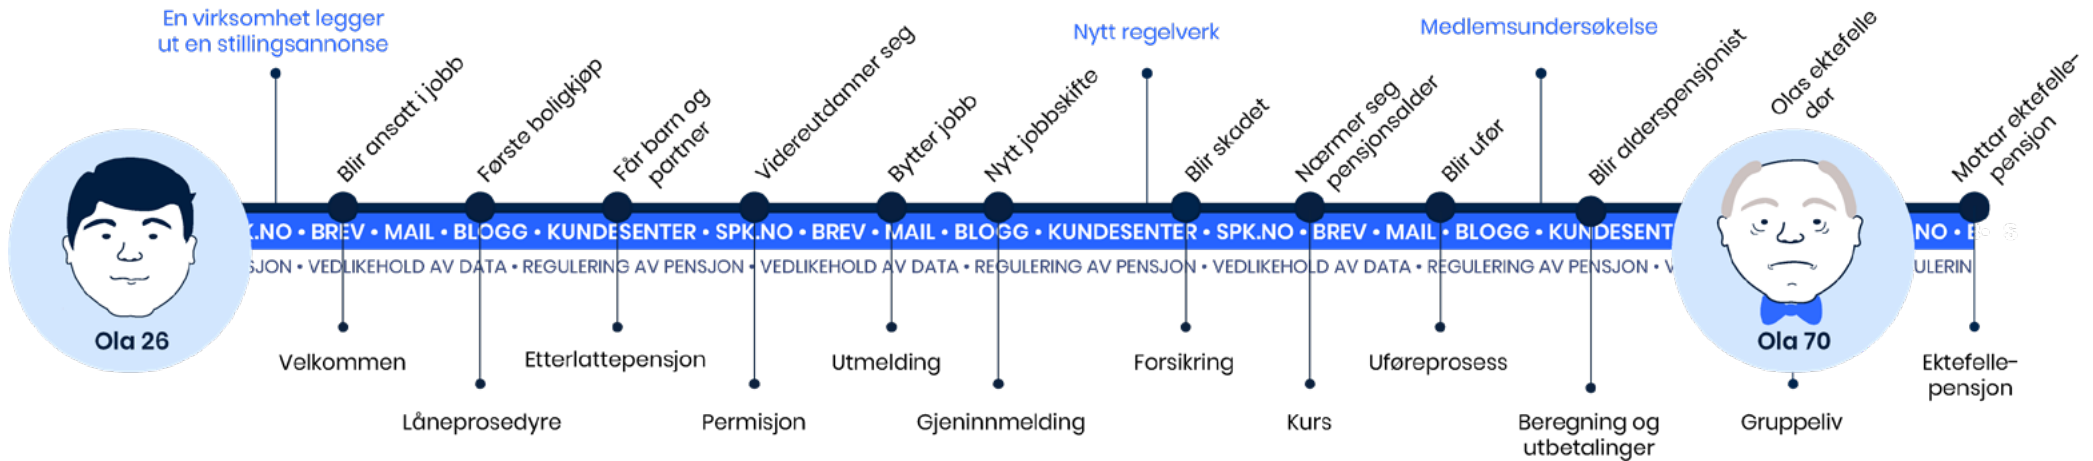 En virksomhet legger
ut en stillingsannonse
Nytt regelverk
Medlemsundersøkelse
Blir ansatt i jobb
Første boligkjøp
Får barn og
partner
Videreutdanner seg
Bytter jobb
Nytt jobbskifte
Blir skadet
Nærmer seg
pensjonsalder
Blir ufør
Blir alderspensjonist
Olas ektefelle
dør
Mottar ektefelle-
pensjon
.NO • BREV • MAIL • BLOGG • KUNDESENTER • SPK.NO • BREV • MAIL • BLOGG • KUNDESENTER • SPK.NO • BREV • MAIL • BLOGG • KUNDESENT
NO •
SJON • VEDLIKEHOLD AV DATA • REGULERING AV PENSJON • VEDLIKEHOLD AV DATA • REGULERING AV PENSJON • VEDLIKEHOLD AV DATA • REGULERING AV PENSJON • V
ULERIN
Ola 26
Ola 70
Velkommen
Etterlattepensjon
Utmelding
Forsikring
Uføreprosess
Ektefelle-
pensjon
Låneprosedyre
Permisjon
Gjeninnmelding
Kurs
Beregning og
utbetalinger
Gruppeliv